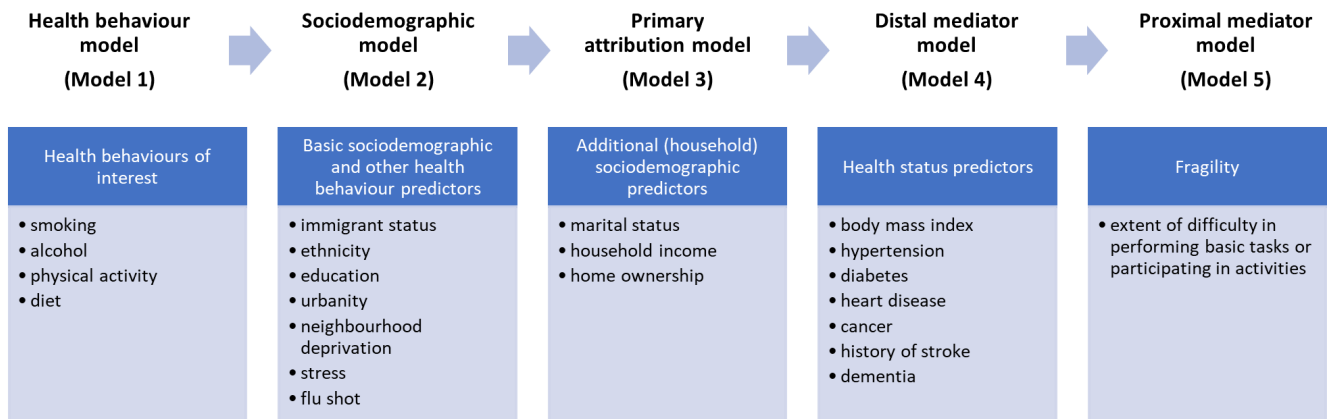 Health behaviour
model
(Model 1)
Sociodemographic
model
(Model 2)
Primary
attribution model
(Model 3)
Distal mediator
model
(Model 4)
Proximal mediator
model
(Model 5)
Health behaviours of
interest
• smoking
• alcohol
• physical activity
• diet
Basic sociodemographic
and other health
behaviour predictors
• immigrant status
• ethnicity
• education
• urbanity
• neighbourhood
deprivation
• stress
• flu shot
Additional (household)
sociodemographic
predictors
• marital status
• household income
• home ownership
Health status predictors
• body mass index
• hypertension
• diabetes
• heart disease
• cancer
• history of stroke
• dementia
Fragility
• extent of difficulty in
performing basic tasks or
participating in activities